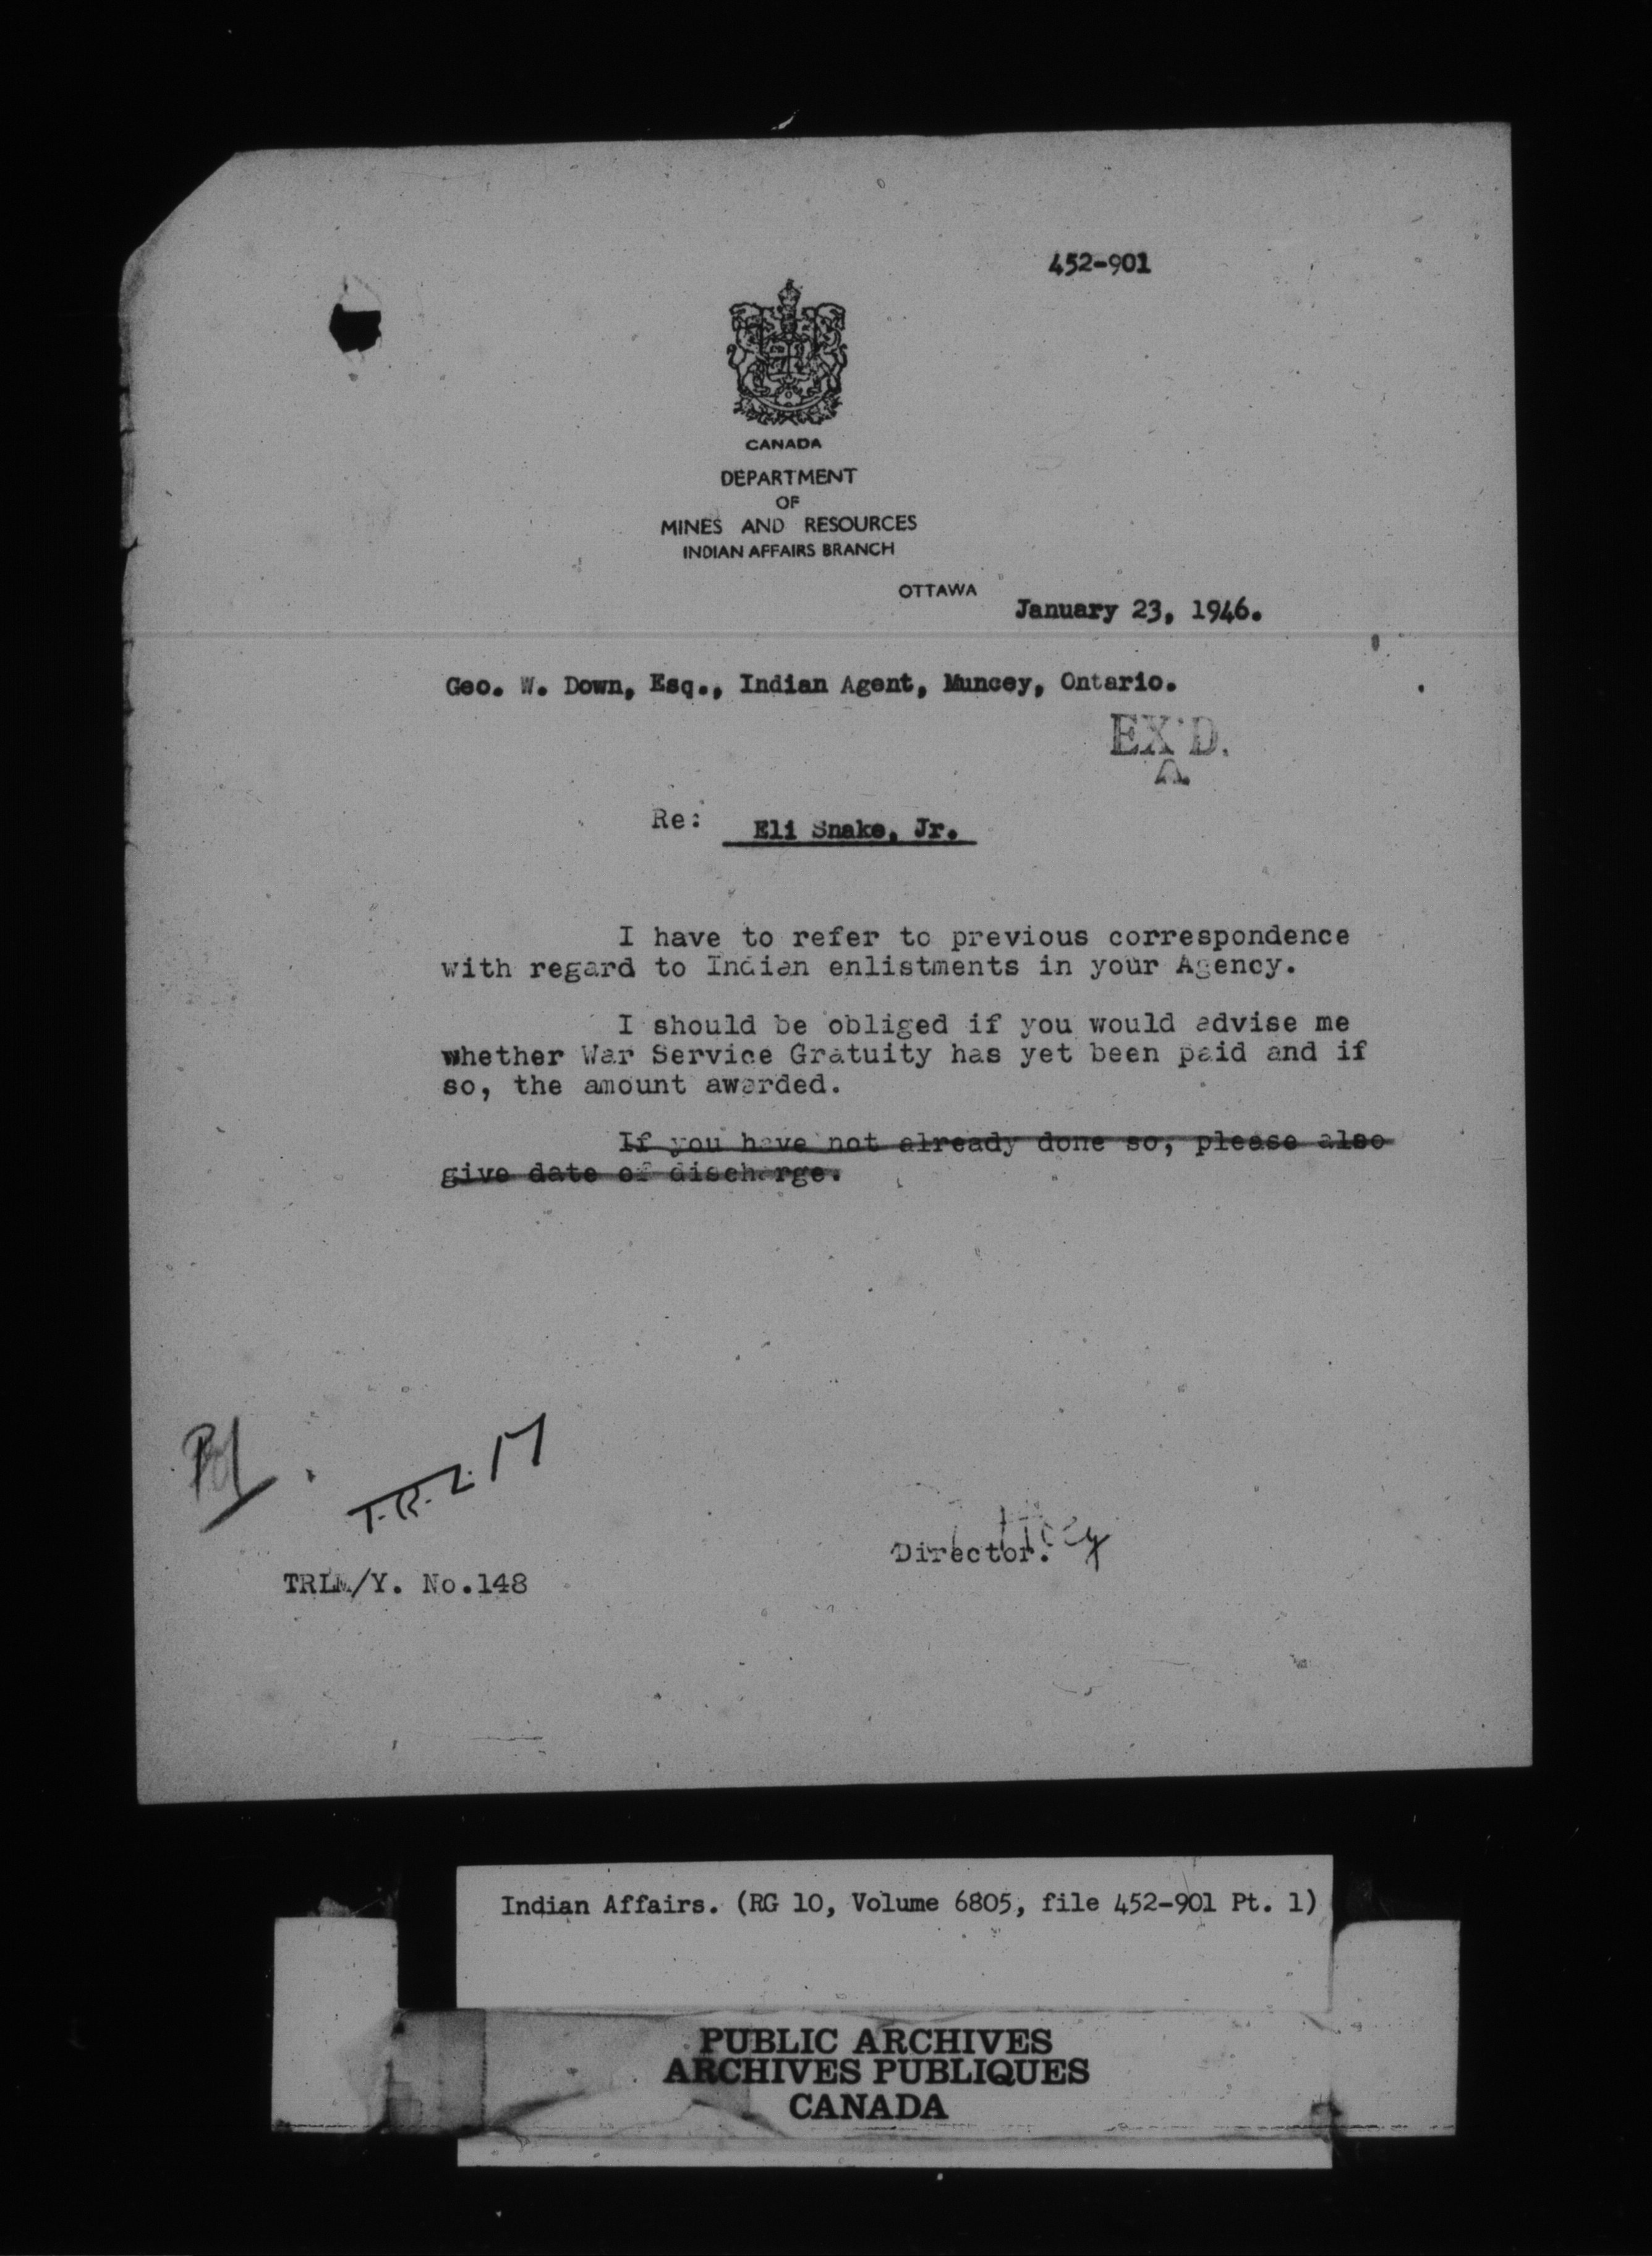 452-901
CANADA
DEPARTMENT
OF
MINES AND RESOURCES
INDIAN AFFAIRS BRANCH
OTTAWA
January 23, 1946.
Geo. W. Down, Esq., Indian Agent, Muncey, Ontario.
EX'D.
A.
Re: Eli Snake, Jr.
I have to refer to previous correspondence
with regard to Indian enlistments in your Agency.
I should be obliged if you would advise me
whether War Service Gratuity has yet been paid and if
so, the amount awarded.
If you have not already done so, please also
give date of discharge.
T.R.L. 17
Director.
TRLM/Y. No.148
Indian Affairs. (RG 10, Volume 6805, file 452-901 Pt. 1)
PUBLIC ARCHIVES
ARCHIVES PUBLIQUES
CANADA